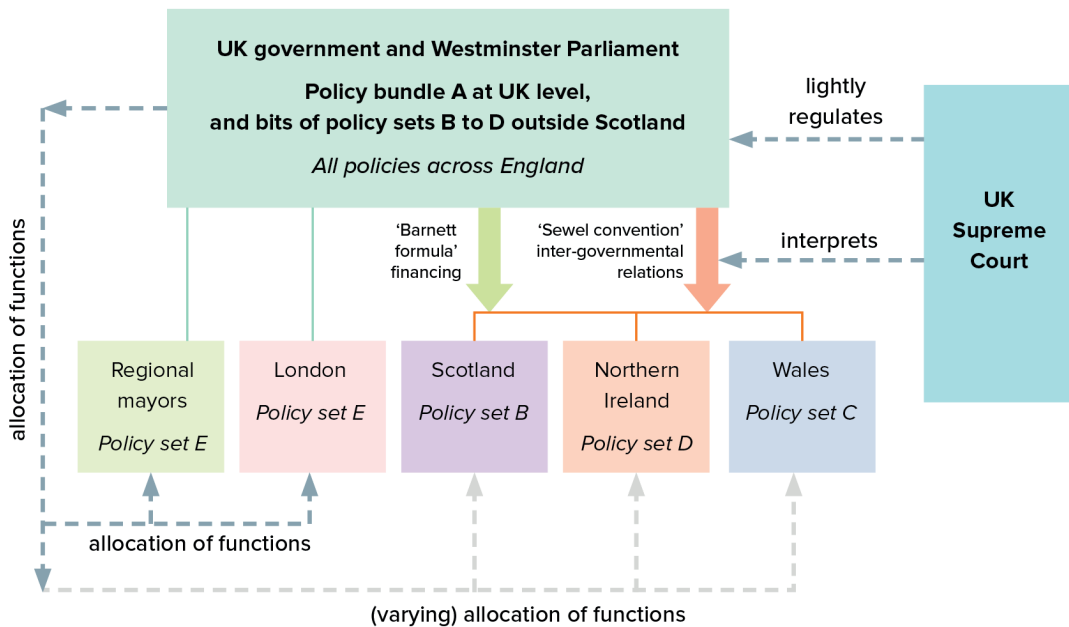 UK government and Westminster Parliament
Policy bundle A at UK level,
and bits of policy sets B to D outside Scotland
All policies across England
lightly
regulates
UK
Supreme
Court
interprets
‘Barnett
formula’
financing
‘Sewel convention’
inter-governmental
relations
allocation of functions
Regional
mayors
Policy set E
London
Policy set E
Scotland
Policy set B
Northern
Ireland
Policy set D
Wales
Policy set C
allocation of functions
(varying) allocation of functions